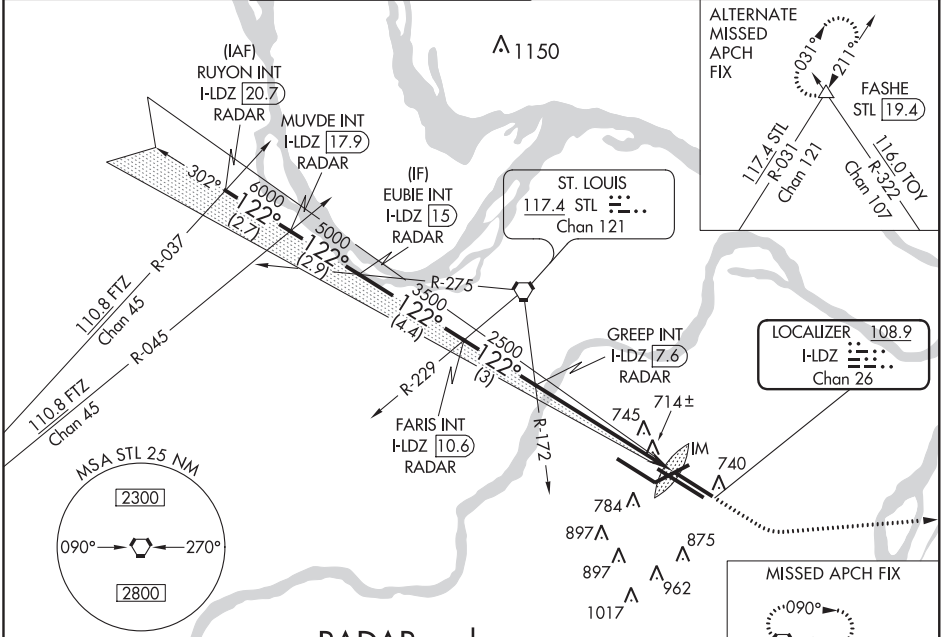 ALTERNATE
MISSED
APCH
FIX
031°
211°
FASHE
STL 19.4
117.4 STL
R-031
Chan 121
116.0 TOY
R-322
Chan 107
1150
(IAF)
RUYON INT
I-LDZ 20.7
RADAR
MUVDE INT
I-LDZ 17.9
RADAR
(IF)
EUBIE INT
I-LDZ 15
RADAR
ST. LOUIS
117.4 STL
Chan 121
302°
6000
122°
(2.7)
5000
122°
(2.9)
3500
122°
(4.4)
2500
122°
(3)
R-275
R-229
R-172
110.8 FTZ
Chan 45
R-037
110.8 FTZ
Chan 45
R-045
FARIS INT
I-LDZ 10.6
RADAR
GREEP INT
I-LDZ 7.6
RADAR
LOCALIZER 108.9
I-LDZ
Chan 26
745
714±
IM
740
784
897
897
875
962
1017
MSA STL 25 NM
2300
090°
270°
2800
MISSED APCH FIX
090°
RADAR